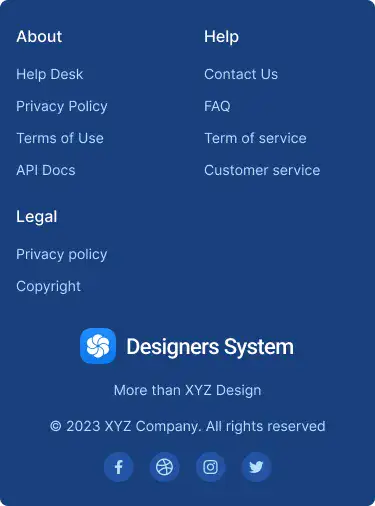 About
Help Desk
Privacy Policy
Terms of Use
API Docs
Help
Contact Us
FAQ
Term of service
Customer service
Legal
Privacy policy
Copyright
Designers System
More than XYZ Design
© 2023 XYZ Company. All rights reserved